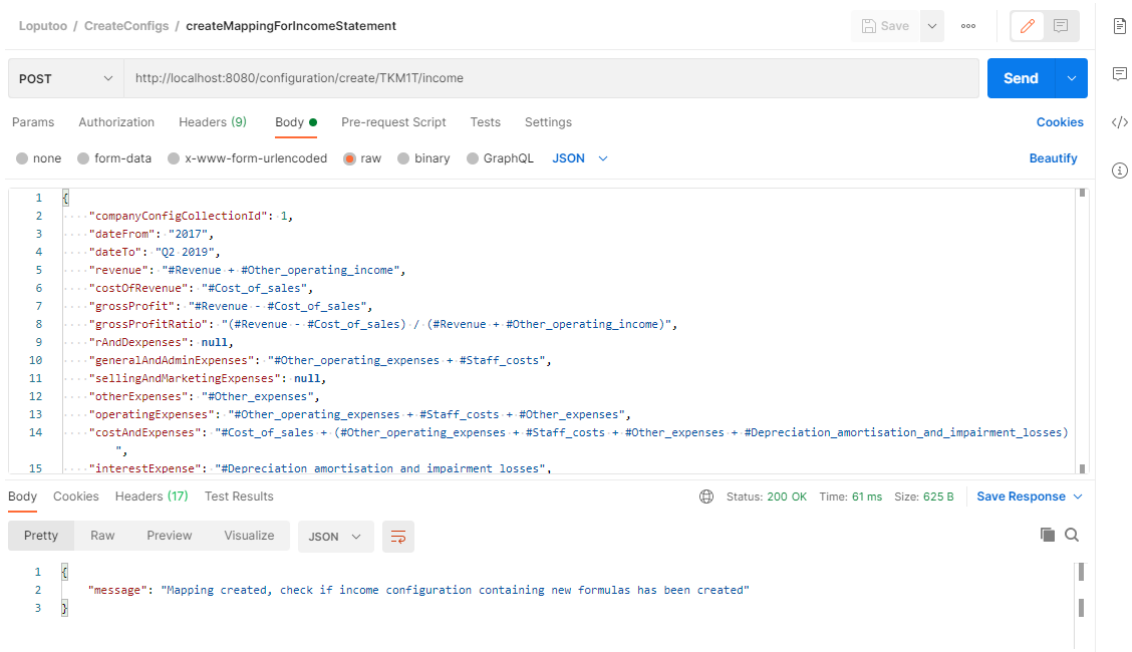 Loputoo / CreateConfigs / createMappingForIncomeStatement
Save
POST http://localhost:8080/configuration/create/TKM1T/income
Send
Params Authorization Headers (9) Body Pre-request Script Tests Settings Cookies
none form-data x-www-form-urlencoded raw binary GraphQL JSON Beautify
1 {
2 "companyConfigCollectionId": 1,
3 "dateFrom": "2017",
4 "dateTo": "Q2 2019",
5 "revenue": "#Revenue + #Other_operating_income",
6 "costOfRevenue": "#Cost_of_sales",
7 "grossProfit": "#Revenue - #Cost_of_sales",
8 "grossProfitRatio": "(#Revenue - #Cost_of_sales) / (#Revenue + #Other_operating_income)",
9 "rAndDexpenses": null,
10 "generalAndAdminExpenses": "#Other_operating_expenses + #Staff_costs",
11 "sellingAndMarketingExpenses": null,
12 "otherExpenses": "#Other_expenses",
13 "operatingExpenses": "#Other_operating_expenses + #Staff_costs + #Other_expenses",
14 "costAndExpenses": "#Cost_of_sales + (#Other_operating_expenses + #Staff_costs + #Other_expenses + #Depreciation_amortisation_and_impairment_losses)
",
15 "interestExpense": "#Depreciation_amortisation_and_impairment_losses",
Body Cookies Headers (17) Test Results Status: 200 OK Time: 61 ms Size: 625 B Save Response
Pretty Raw Preview Visualize JSON
1 {
2 "message": "Mapping created, check if income configuration containing new formulas has been created"
3 }